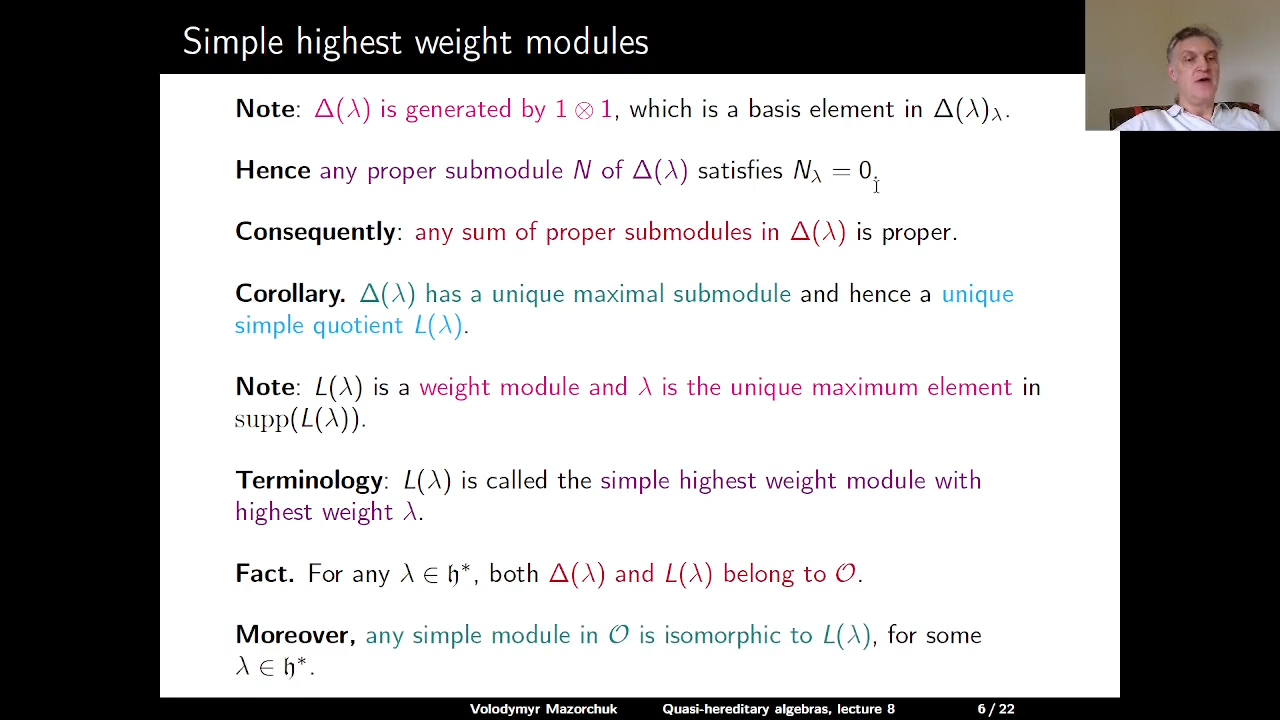 Simple highest weight modules
Note: Δ(λ) is generated by 1 ⊗ 1, which is a basis element in Δ(λ)λ.
Hence any proper submodule N of Δ(λ) satisfies Nλ = 0.
Consequently: any sum of proper submodules in Δ(λ) is proper.
Corollary. Δ(λ) has a unique maximal submodule and hence a unique
simple quotient L(λ).
Note: L(λ) is a weight module and λ is the unique maximum element in
supp(L(λ)).
Terminology: L(λ) is called the simple highest weight module with
highest weight λ.
Fact. For any λ ∈ 𝔥*, both Δ(λ) and L(λ) belong to 𝒪.
Moreover, any simple module in 𝒪 is isomorphic to L(λ), for some
λ ∈ 𝔥*.
Volodymyr Mazorchuk Quasi-hereditary algebras, lecture 8 6 / 22